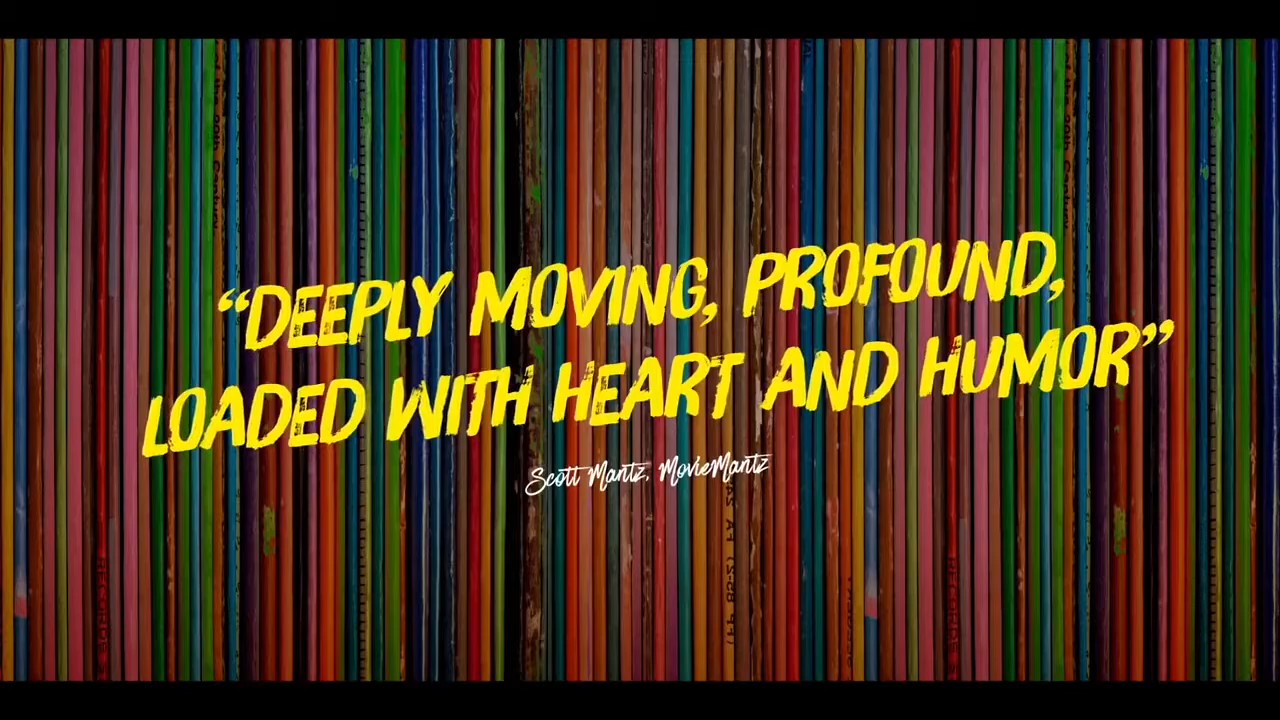 “DEEPLY MOVING, PROFOUND,
LOADED WITH HEART AND HUMOR”
Scott Mantz, MovieMantz